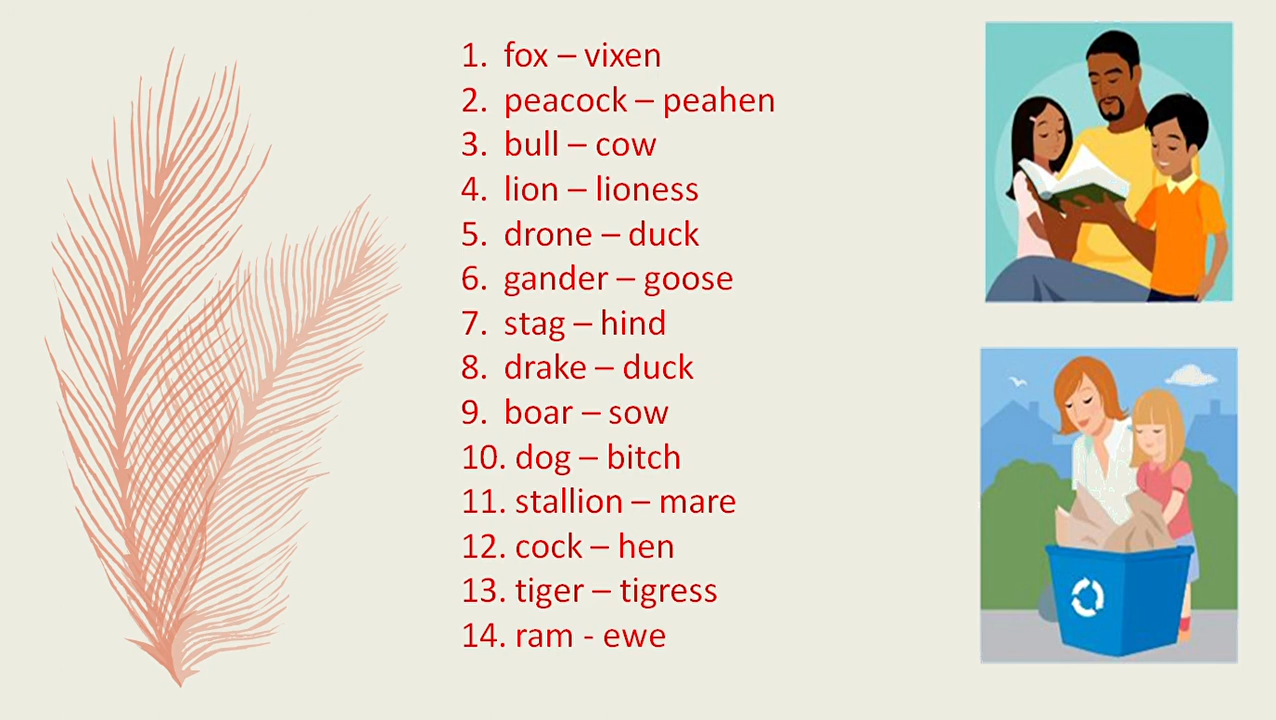 1. fox – vixen
2. peacock – peahen
3. bull – cow
4. lion – lioness
5. drone – duck
6. gander – goose
7. stag – hind
8. drake – duck
9. boar – sow
10. dog – bitch
11. stallion – mare
12. cock – hen
13. tiger – tigress
14. ram - ewe